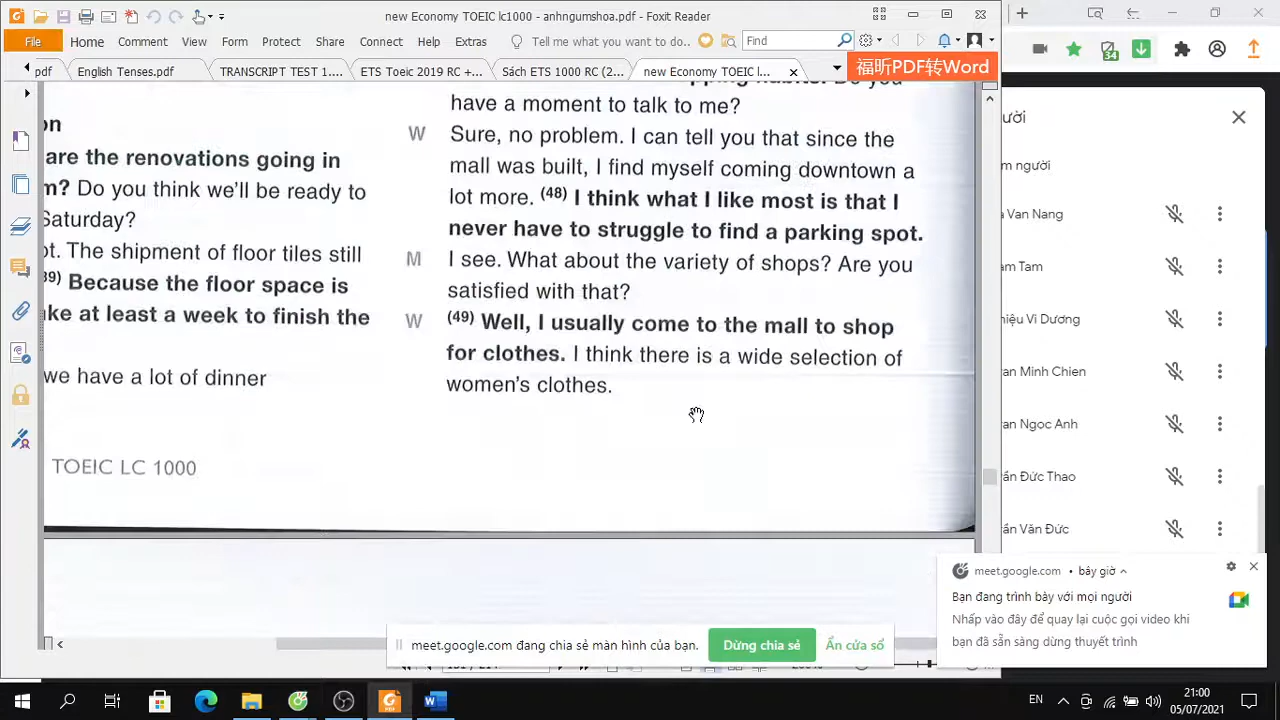 new Economy TOEIC lc1000 - anhngumshoa.pdf - Foxit Reader
File Home Comment View Form Protect Share Connect Help Extras Tell me what you want to do.. Find
pdf English Tenses.pdf TRANSCRIPT TEST 1.... ETS Toeic 2019 RC +... Sách ETS 1000 RC (2... new Economy TOEIC l... 福昕PDF转Word
34
have a moment to talk to me?
W Sure, no problem. I can tell you that since the
mall was built, I find myself coming downtown a
lot more. (48) I think what I like most is that I
never have to struggle to find a parking spot.
M I see. What about the variety of shops? Are you
satisfied with that?
W (49) Well, I usually come to the mall to shop
for clothes. I think there is a wide selection of
women's clothes.
on
are the renovations going in
m? Do you think we'll be ready to
Saturday?
ot. The shipment of floor tiles still
39) Because the floor space is
ke at least a week to finish the
we have a lot of dinner
TOEIC LC 1000
ười
m người
a Van Nang
am Tam
hiệu Vi Dương
ran Minh Chien
ran Ngoc Anh
ần Đức Thao
ần Văn Đức
meet.google.com • bây giờ
Bạn đang trình bày với mọi người
Nhấp vào đây để quay lại cuộc gọi video khi
bạn đã sẵn sàng dừng thuyết trình
meet.google.com đang chia sẻ màn hình của bạn. Dừng chia sẻ Ẩn cửa sổ
EN 21:00
05/07/2021